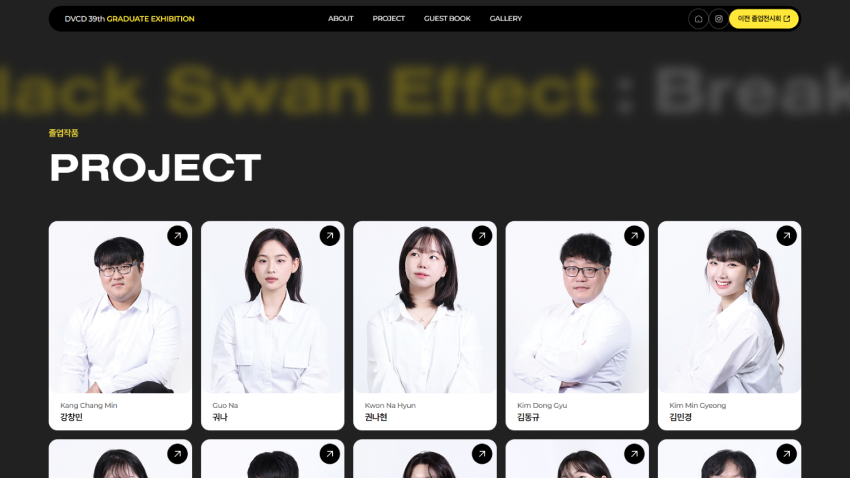 DVCD 39th GRADUATE EXHIBITION
ABOUT
PROJECT
GUEST BOOK
GALLERY
이전 졸업전시회
lack Swan Effect : Break
졸업작품
PROJECT
Kang Chang Min
강창민
Guo Na
궈나
Kwon Na Hyun
권나현
Kim Dong Gyu
김동규
Kim Min Gyeong
김민경